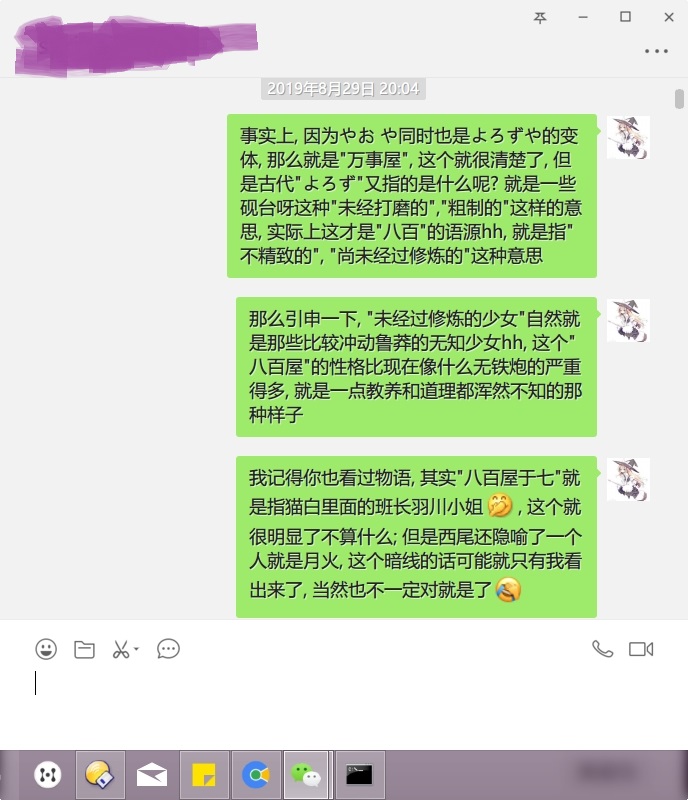 2019年8月29日 20:04
事实上, 因为やお や同时也是よろずや的变
体, 那么就是"万事屋", 这个就很清楚了, 但
是古代"よろず"又指的是什么呢? 就是一些
砚台呀这种"未经打磨的","粗制的"这样的意
思, 实际上这才是"八百"的语源hh, 就是指"
不精致的", "尚未经过修炼的"这种意思
那么引申一下, "未经过修炼的少女"自然就
是那些比较冲动鲁莽的无知少女hh, 这个"
八百屋"的性格比现在像什么无铁炮的严重
得多, 就是一点教养和道理都浑然不知的那
种样子
我记得你也看过物语, 其实"八百屋于七"就
是指猫白里面的班长羽川小姐🤭, 这个就
很明显了不算什么; 但是西尾还隐喻了一个
人就是月火, 这个暗线的话可能就只有我看
出来了, 当然也不一定对就是了